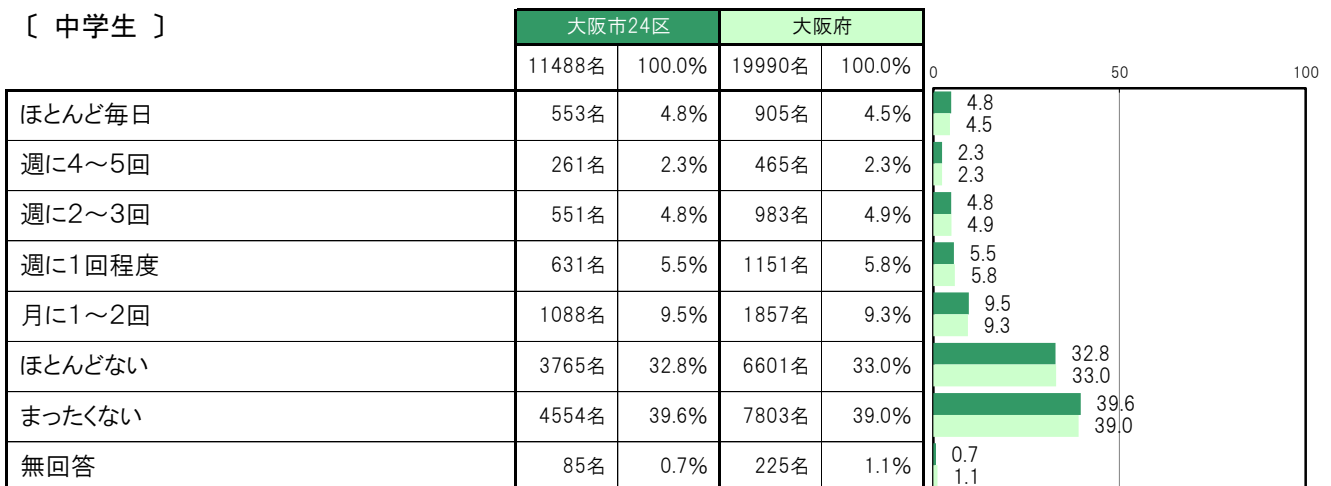 〔 中学生 〕
大阪市24区 大阪府
11488名 100.0% 19990名 100.0%
0 50 100
ほとんど毎日 553名 4.8% 905名 4.5% 4.8
4.5
週に4～5回 261名 2.3% 465名 2.3% 2.3
2.3
週に2～3回 551名 4.8% 983名 4.9% 4.8
4.9
週に1回程度 631名 5.5% 1151名 5.8% 5.5
5.8
月に1～2回 1088名 9.5% 1857名 9.3% 9.5
9.3
ほとんどない 3765名 32.8% 6601名 33.0% 32.8
33.0
まったくない 4554名 39.6% 7803名 39.0% 39.6
39.0
無回答 85名 0.7% 225名 1.1% 0.7
1.1